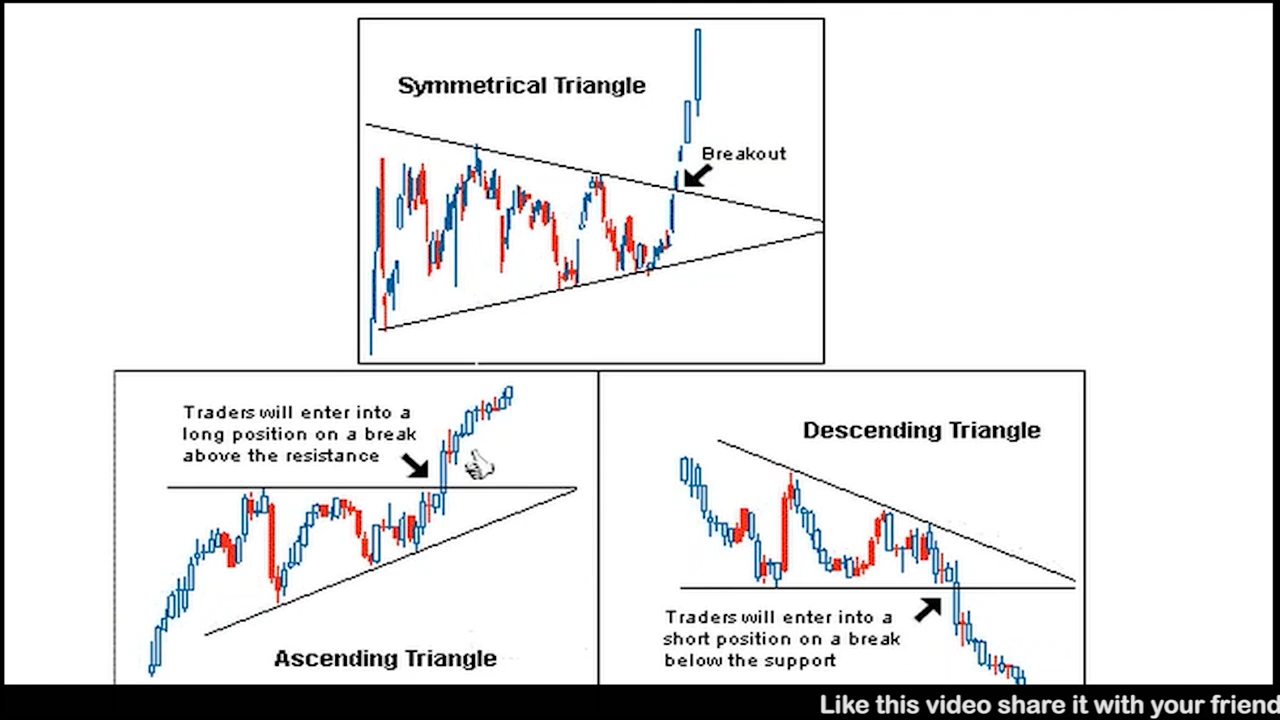 Symmetrical Triangle
Breakout
Traders will enter into a
long position on a break
above the resistance
Ascending Triangle
Descending Triangle
Traders will enter into a
short position on a break
below the support
Like this video share it with your friend